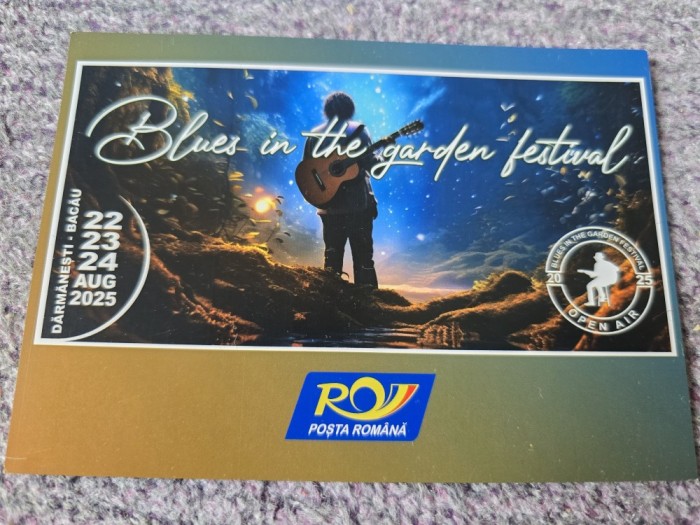 Blues in the garden festival
DĂRMĂNEȘTI - BACĂU
22
23
24
AUG
2025
BLUES IN THE GARDEN FESTIVAL
20 25
OPEN AIR
POȘTA ROMÂNĂ